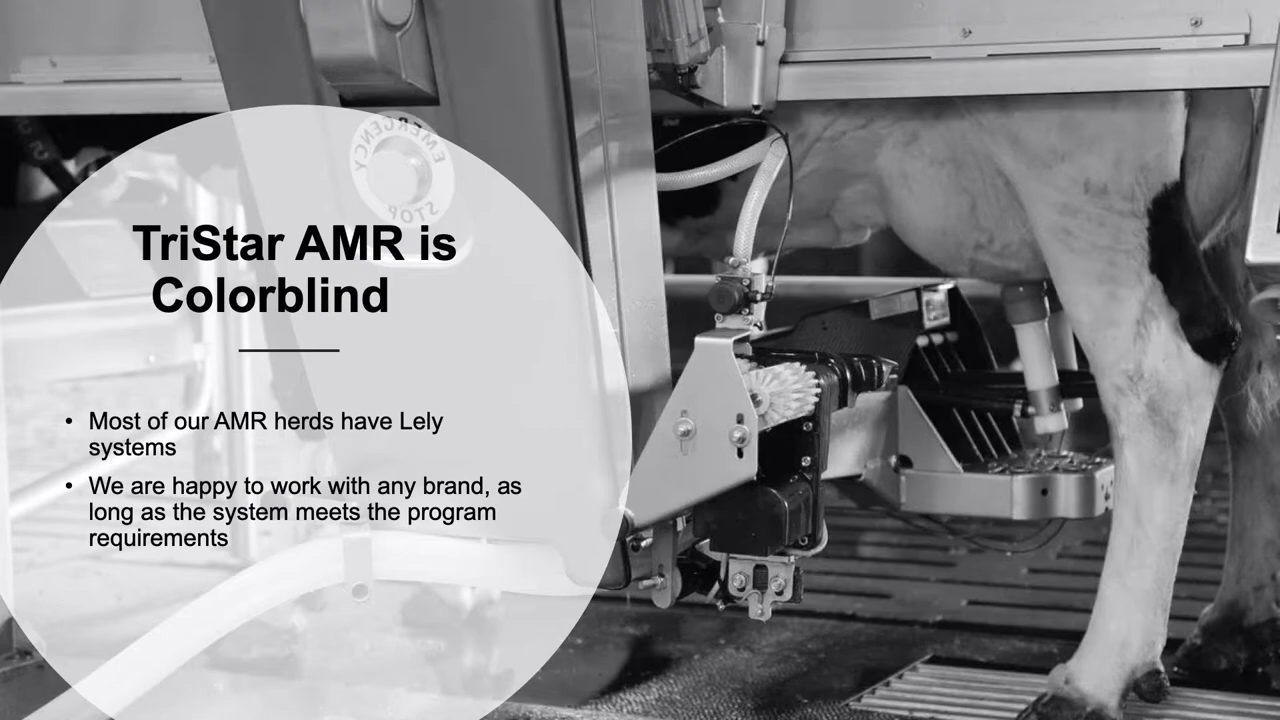 EMERGENCY
STOP
TriStar AMR is
Colorblind
• Most of our AMR herds have Lely
systems
• We are happy to work with any brand, as
long as the system meets the program
requirements